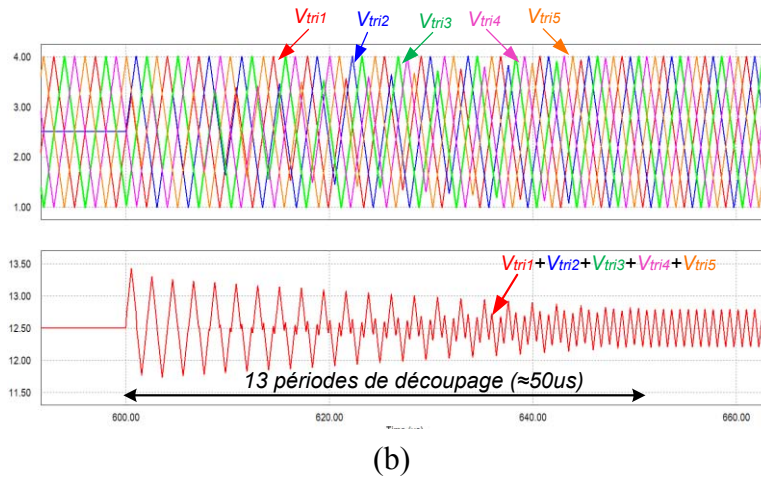 Vtri1 Vtri2 Vtri3 Vtri4 Vtri5
4.00
3.00
2.00
1.00
13.50
Vtri1+Vtri2+Vtri3+Vtri4+Vtri5
13.00
12.50
12.00
11.50
13 périodes de découpage (≈50us)
600.00 620.00 640.00 660.00
(b)